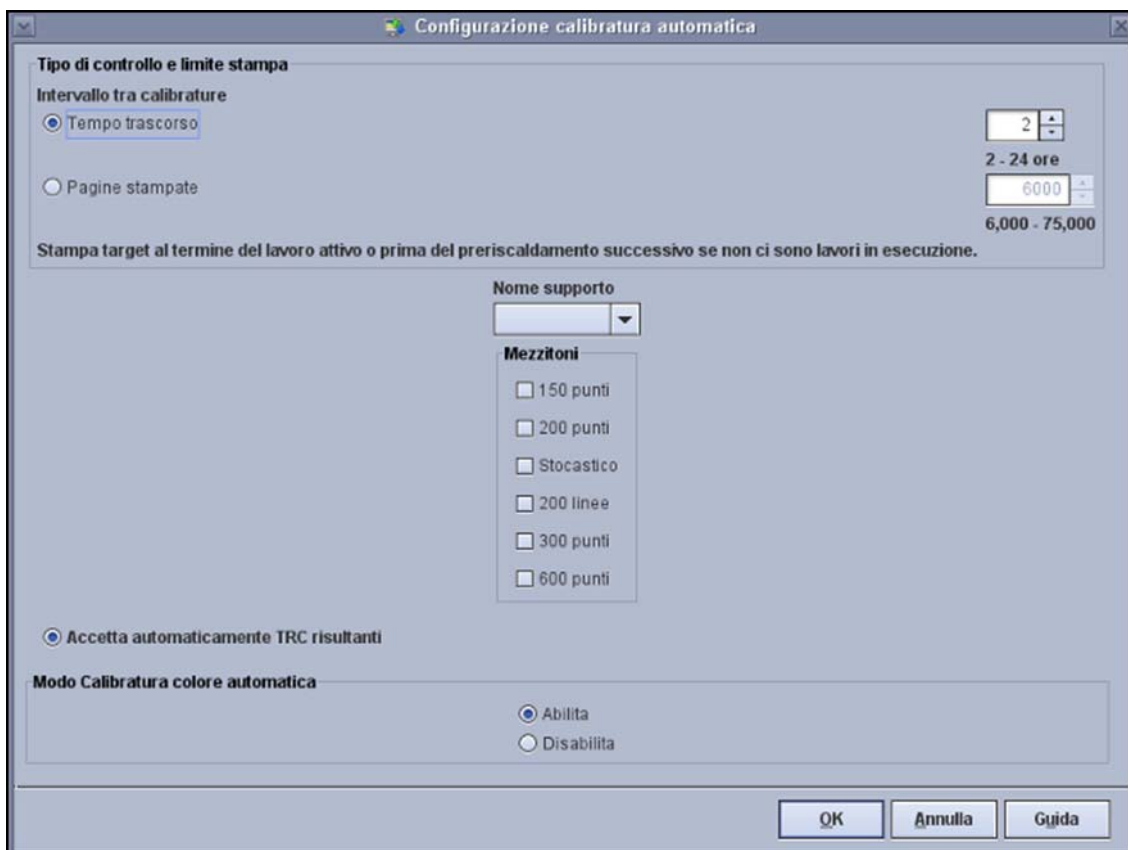 Configurazione calibratura automatica
Tipo di controllo e limite stampa
Intervallo tra calibrature
Tempo trascorso
2
2 - 24 ore
Pagine stampate
6000
6,000 - 75,000
Stampa target al termine del lavoro attivo o prima del preriscaldamento successivo se non ci sono lavori in esecuzione.
Nome supporto
Mezzitoni
150 punti
200 punti
Stocastico
200 linee
300 punti
600 punti
Accetta automaticamente TRC risultanti
Modo Calibratura colore automatica
Abilita
Disabilita
OK Annulla Guida